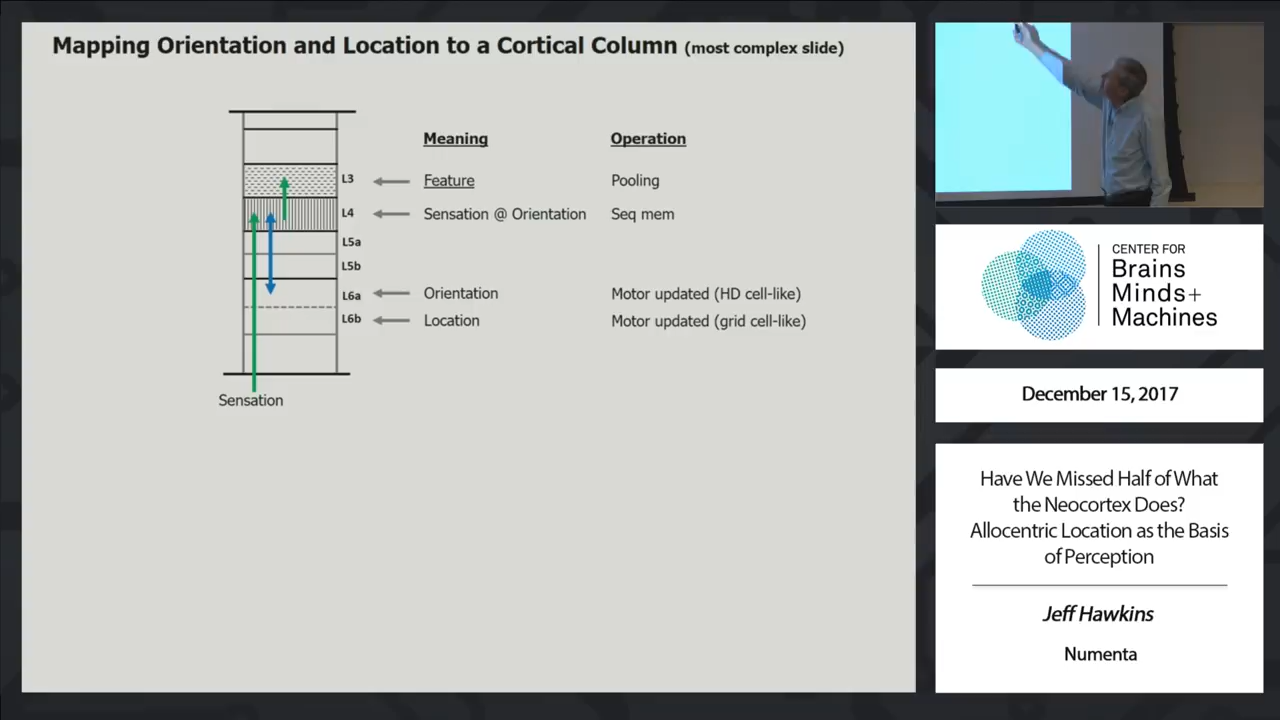 Mapping Orientation and Location to a Cortical Column (most complex slide)
Meaning Operation
L3 Feature Pooling
L4 Sensation @ Orientation Seq mem
L5a
L5b
L6a Orientation Motor updated (HD cell-like)
L6b Location Motor updated (grid cell-like)
Sensation
CENTER FOR
Brains
Minds+
Machines
December 15, 2017
Have We Missed Half of What
the Neocortex Does?
Allocentric Location as the Basis
of Perception
Jeff Hawkins
Numenta